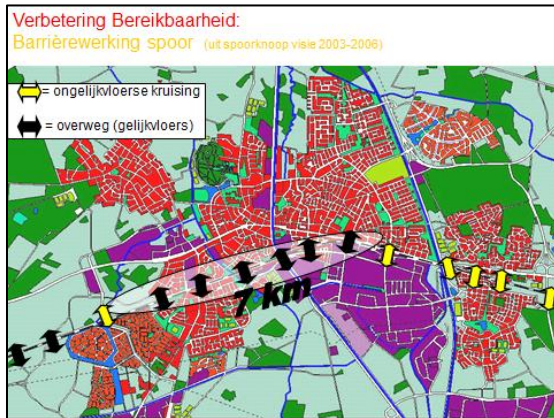 Verbetering Bereikbaarheid:
Barrièrewerking spoor (uit spoorknoop visie 2003-2006)
= ongelijkvloerse kruising
= overweg (gelijkvloers)
7 km